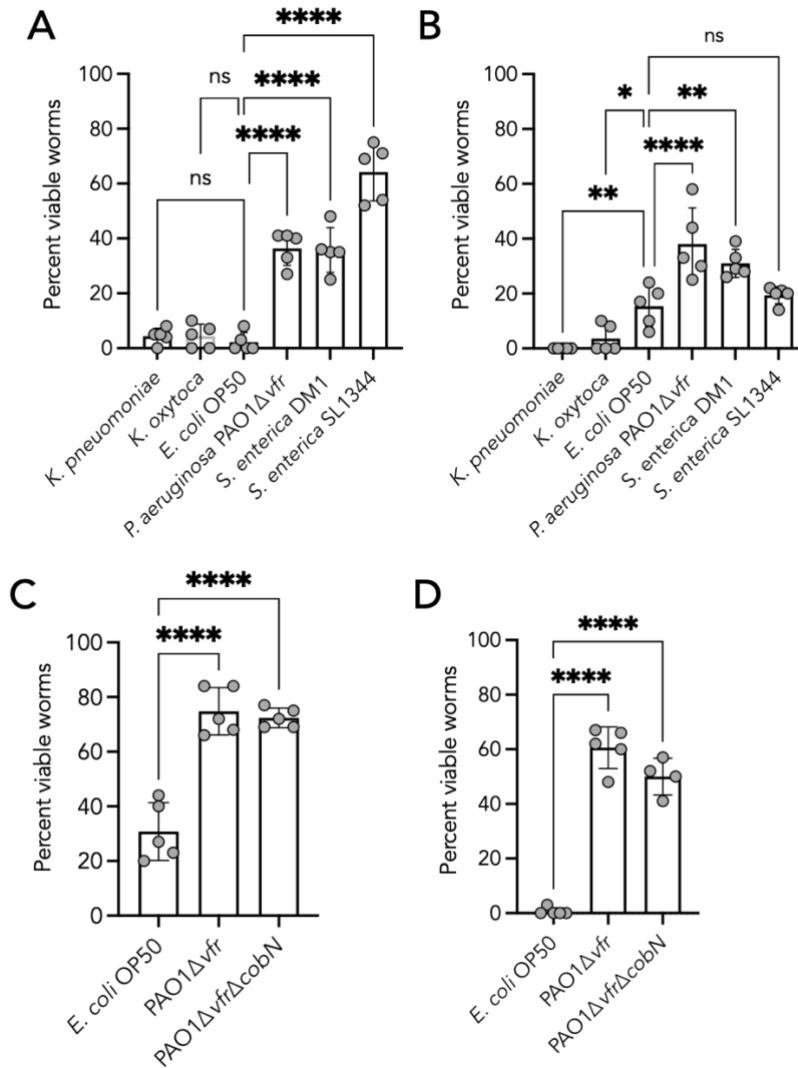 A
Percent viable worms
100
80
60
40
20
0
ns
ns
****
****
****
K. pneuomoniae
K. oxytoca
E. coli OP50
P. aeruginosa PAO1Δvfr
S. enterica DM1
S. enterica SL1344
B
Percent viable worms
100
80
60
40
20
0
**
*
****
**
ns
K. pneuomoniae
K. oxytoca
E. coli OP50
P. aeruginosa PAO1Δvfr
S. enterica DM1
S. enterica SL1344
C
Percent viable worms
100
80
60
40
20
0
****
****
E. coli OP50
PAO1Δvfr
PAO1ΔvfrΔcobN
D
Percent viable worms
100
80
60
40
20
0
****
****
E. coli OP50
PAO1Δvfr
PAO1ΔvfrΔcobN